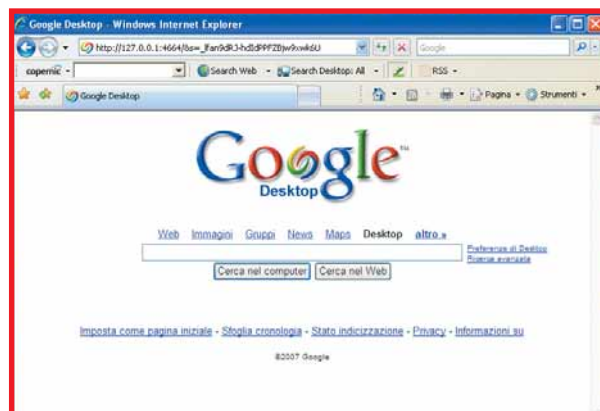 Google Desktop - Windows Internet Explorer
Google
copernic - Search Web - Search Desktop: All - RSS -
Google Desktop Pagina - Strumenti -
Google™
Desktop
Web Immagini Gruppi News Maps Desktop altro »
Preferenze di Desktop
Ricerca avanzata
Cerca nel computer Cerca nel Web
Imposta come pagina iniziale - Sfoglia cronologia - Stato indicizzazione - Privacy - Informazioni su
©2007 Google